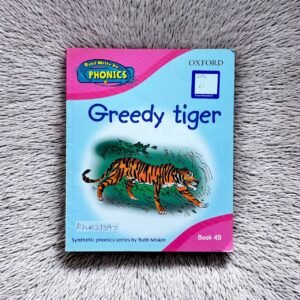 Read Write Inc.
PHONICS
OXFORD
Greedy tiger
Synthetic phonics series by Ruth Miskin
Book 4B